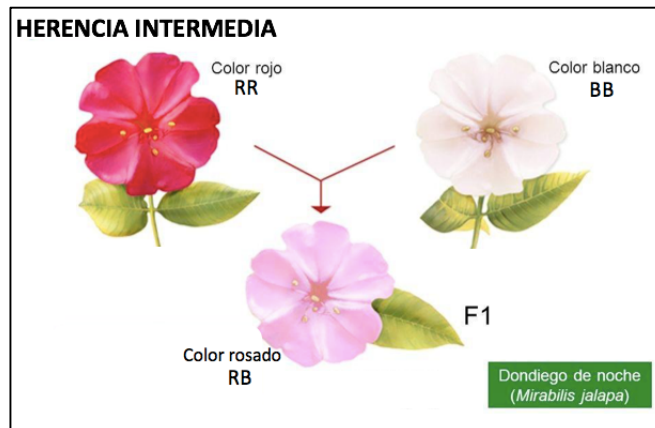 HERENCIA INTERMEDIA
Color rojo
RR
Color blanco
BB
F1
Color rosado
RB
Dondiego de noche
(Mirabilis jalapa)